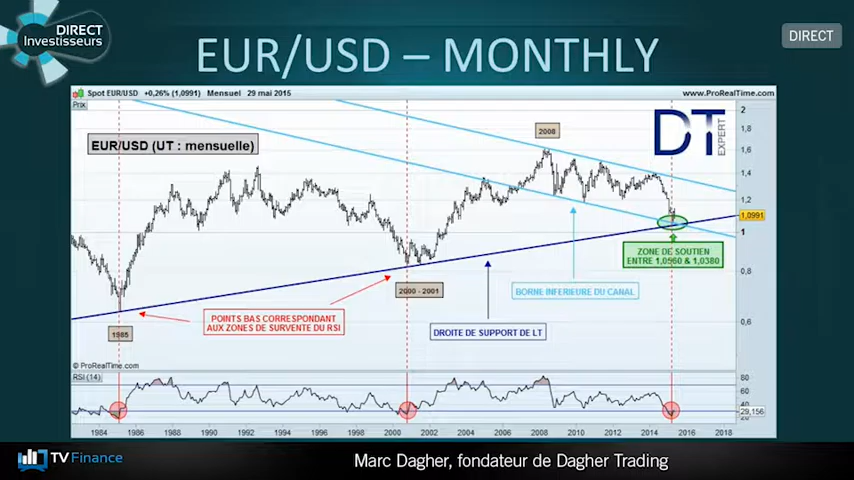 DIRECT
Investisseurs
EUR/USD – MONTHLY
DIRECT
Spot EUR/USD +0,26% (1,0991) Mensuel 29 mai 2015
www.ProRealTime.com
Prix
EUR/USD (UT : mensuelle)
DT
EXPERT
2008
2
1,8
1,6
1,4
1,2
1,0991
1
0,8
0,6
ZONE DE SOUTIEN
ENTRE 1,0560 & 1,0380
BORNE INFERIEURE DU CANAL
2000 - 2001
POINTS BAS CORRESPONDANT
AUX ZONES DE SURVENTE DU RSI
DROITE DE SUPPORT DE LT
1985
© ProRealTime.com
RSI (14)
80
60
40
29,156
1984 1986 1988 1990 1992 1994 1996 1998 2000 2002 2004 2006 2008 2010 2012 2014 2016 2018
TVFinance
Marc Dagher, fondateur de Dagher Trading